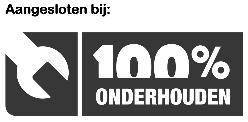 Aangesloten bij:
100%
ONDERHOUDEN